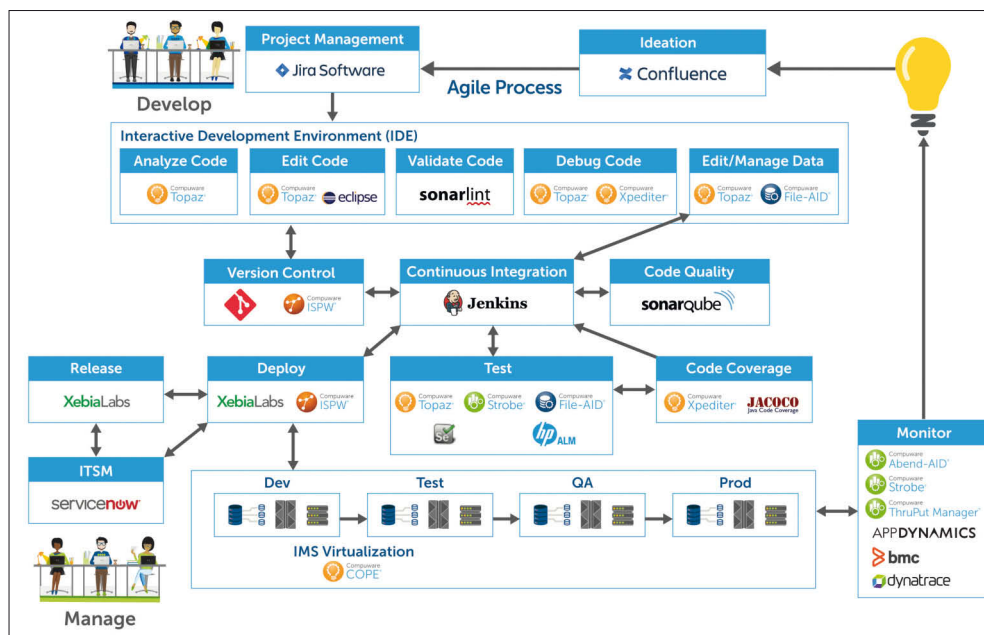 Project Management
Jira Software
Ideation
Confluence
Agile Process
Develop
Interactive Development Environment (IDE)
Analyze Code
Compuware
Topaz
Edit Code
Compuware
Topaz
eclipse
Validate Code
sonarlint
Debug Code
Compuware
Topaz
Compuware
Xpediter
Edit/Manage Data
Compuware
Topaz
Compuware
File-AID
Version Control
Compuware
ISPW
Continuous Integration
Jenkins
Code Quality
sonarqube
Release
XebiaLabs
Deploy
XebiaLabs
Compuware
ISPW
Test
Compuware
Topaz
Compuware
Strobe
Compuware
File-AID
Se
hp ALM
Code Coverage
Compuware
Xpediter
JACOCO
Java Code Coverage
ITSM
servicenow
Dev
Test
QA
Prod
IMS Virtualization
Compuware
COPE
Monitor
Compuware
Abend-AID
Compuware
Strobe
Compuware
ThruPut Manager
APPDYNAMICS
bmc
dynatrace
Manage